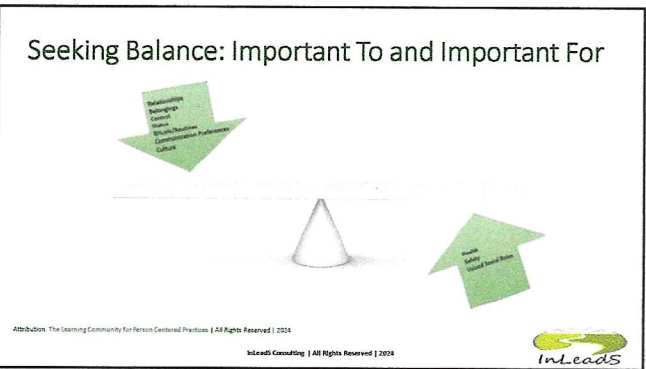 Seeking Balance: Important To and Important For
Relationships
Belongings
Control
Status
Rituals/Routines
Communication Preferences
Culture
Health
Safety
Valued Social Roles
Attribution: The Learning Community for Person Centered Practices | All Rights Reserved | 2024
InLeadS Consulting | All Rights Reserved | 2024
InLeadS